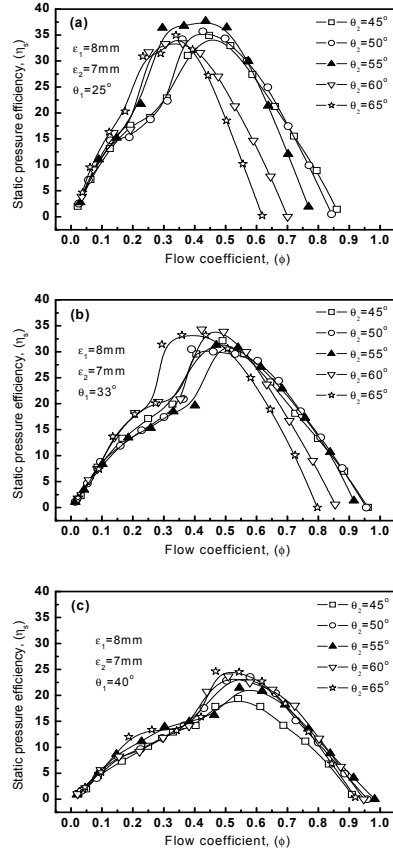 (a)
ε₁=8mm
ε₂=7mm
θ₁=25°
θ₂=45°
θ₂=50°
θ₂=55°
θ₂=60°
θ₂=65°
Static pressure efficiency, (ηₛ)
40
35
30
25
20
15
10
5
0
0.0 0.1 0.2 0.3 0.4 0.5 0.6 0.7 0.8 0.9 1.0
Flow coefficient, (ϕ)
(b)
ε₁=8mm
ε₂=7mm
θ₁=33°
θ₂=45°
θ₂=50°
θ₂=55°
θ₂=60°
θ₂=65°
Static pressure efficiency, (ηₛ)
40
35
30
25
20
15
10
5
0
0.0 0.1 0.2 0.3 0.4 0.5 0.6 0.7 0.8 0.9 1.0
Flow coefficient, (ϕ)
(c)
ε₁=8mm
ε₂=7mm
θ₁=40°
θ₂=45°
θ₂=50°
θ₂=55°
θ₂=60°
θ₂=65°
Static pressure efficiency, (ηₛ)
40
35
30
25
20
15
10
5
0
0.0 0.1 0.2 0.3 0.4 0.5 0.6 0.7 0.8 0.9 1.0
Flow coefficient, (ϕ)